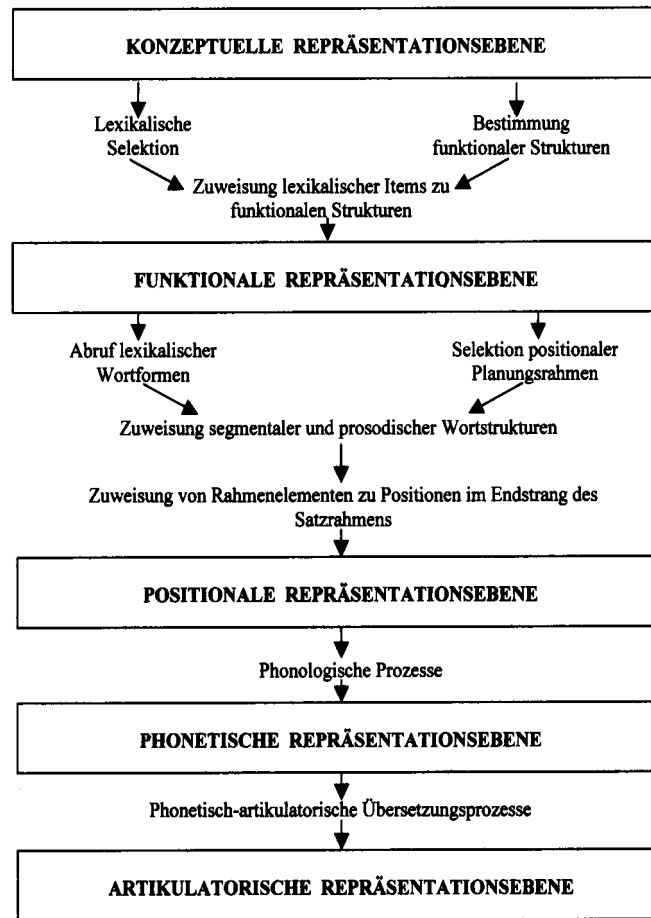 KONZEPTUELLE REPRÄSENTATIONSEBENE
Lexikalische
Selektion
Bestimmung
funktionaler Strukturen
Zuweisung lexikalischer Items zu
funktionalen Strukturen
FUNKTIONALE REPRÄSENTATIONSEBENE
Abruf lexikalischer
Wortformen
Selektion positionaler
Planungsrahmen
Zuweisung segmentaler und prosodischer Wortstrukturen
Zuweisung von Rahmenelementen zu Positionen im Endstrang des
Satzrahmens
POSITIONALE REPRÄSENTATIONSEBENE
Phonologische Prozesse
PHONETISCHE REPRÄSENTATIONSEBENE
Phonetisch-artikulatorische Übersetzungsprozesse
ARTIKULATORISCHE REPRÄSENTATIONSEBENE